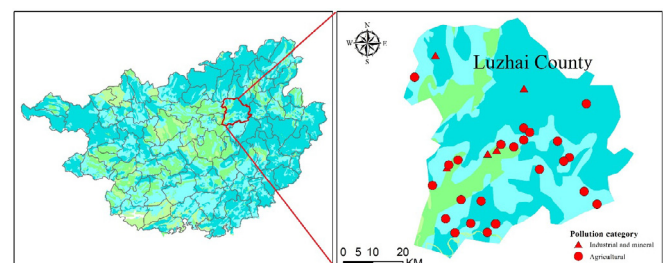 N
W E
S
Luzhai County
Pollution category
Industrial and mineral
Agricultural
0 5 10 20
KM